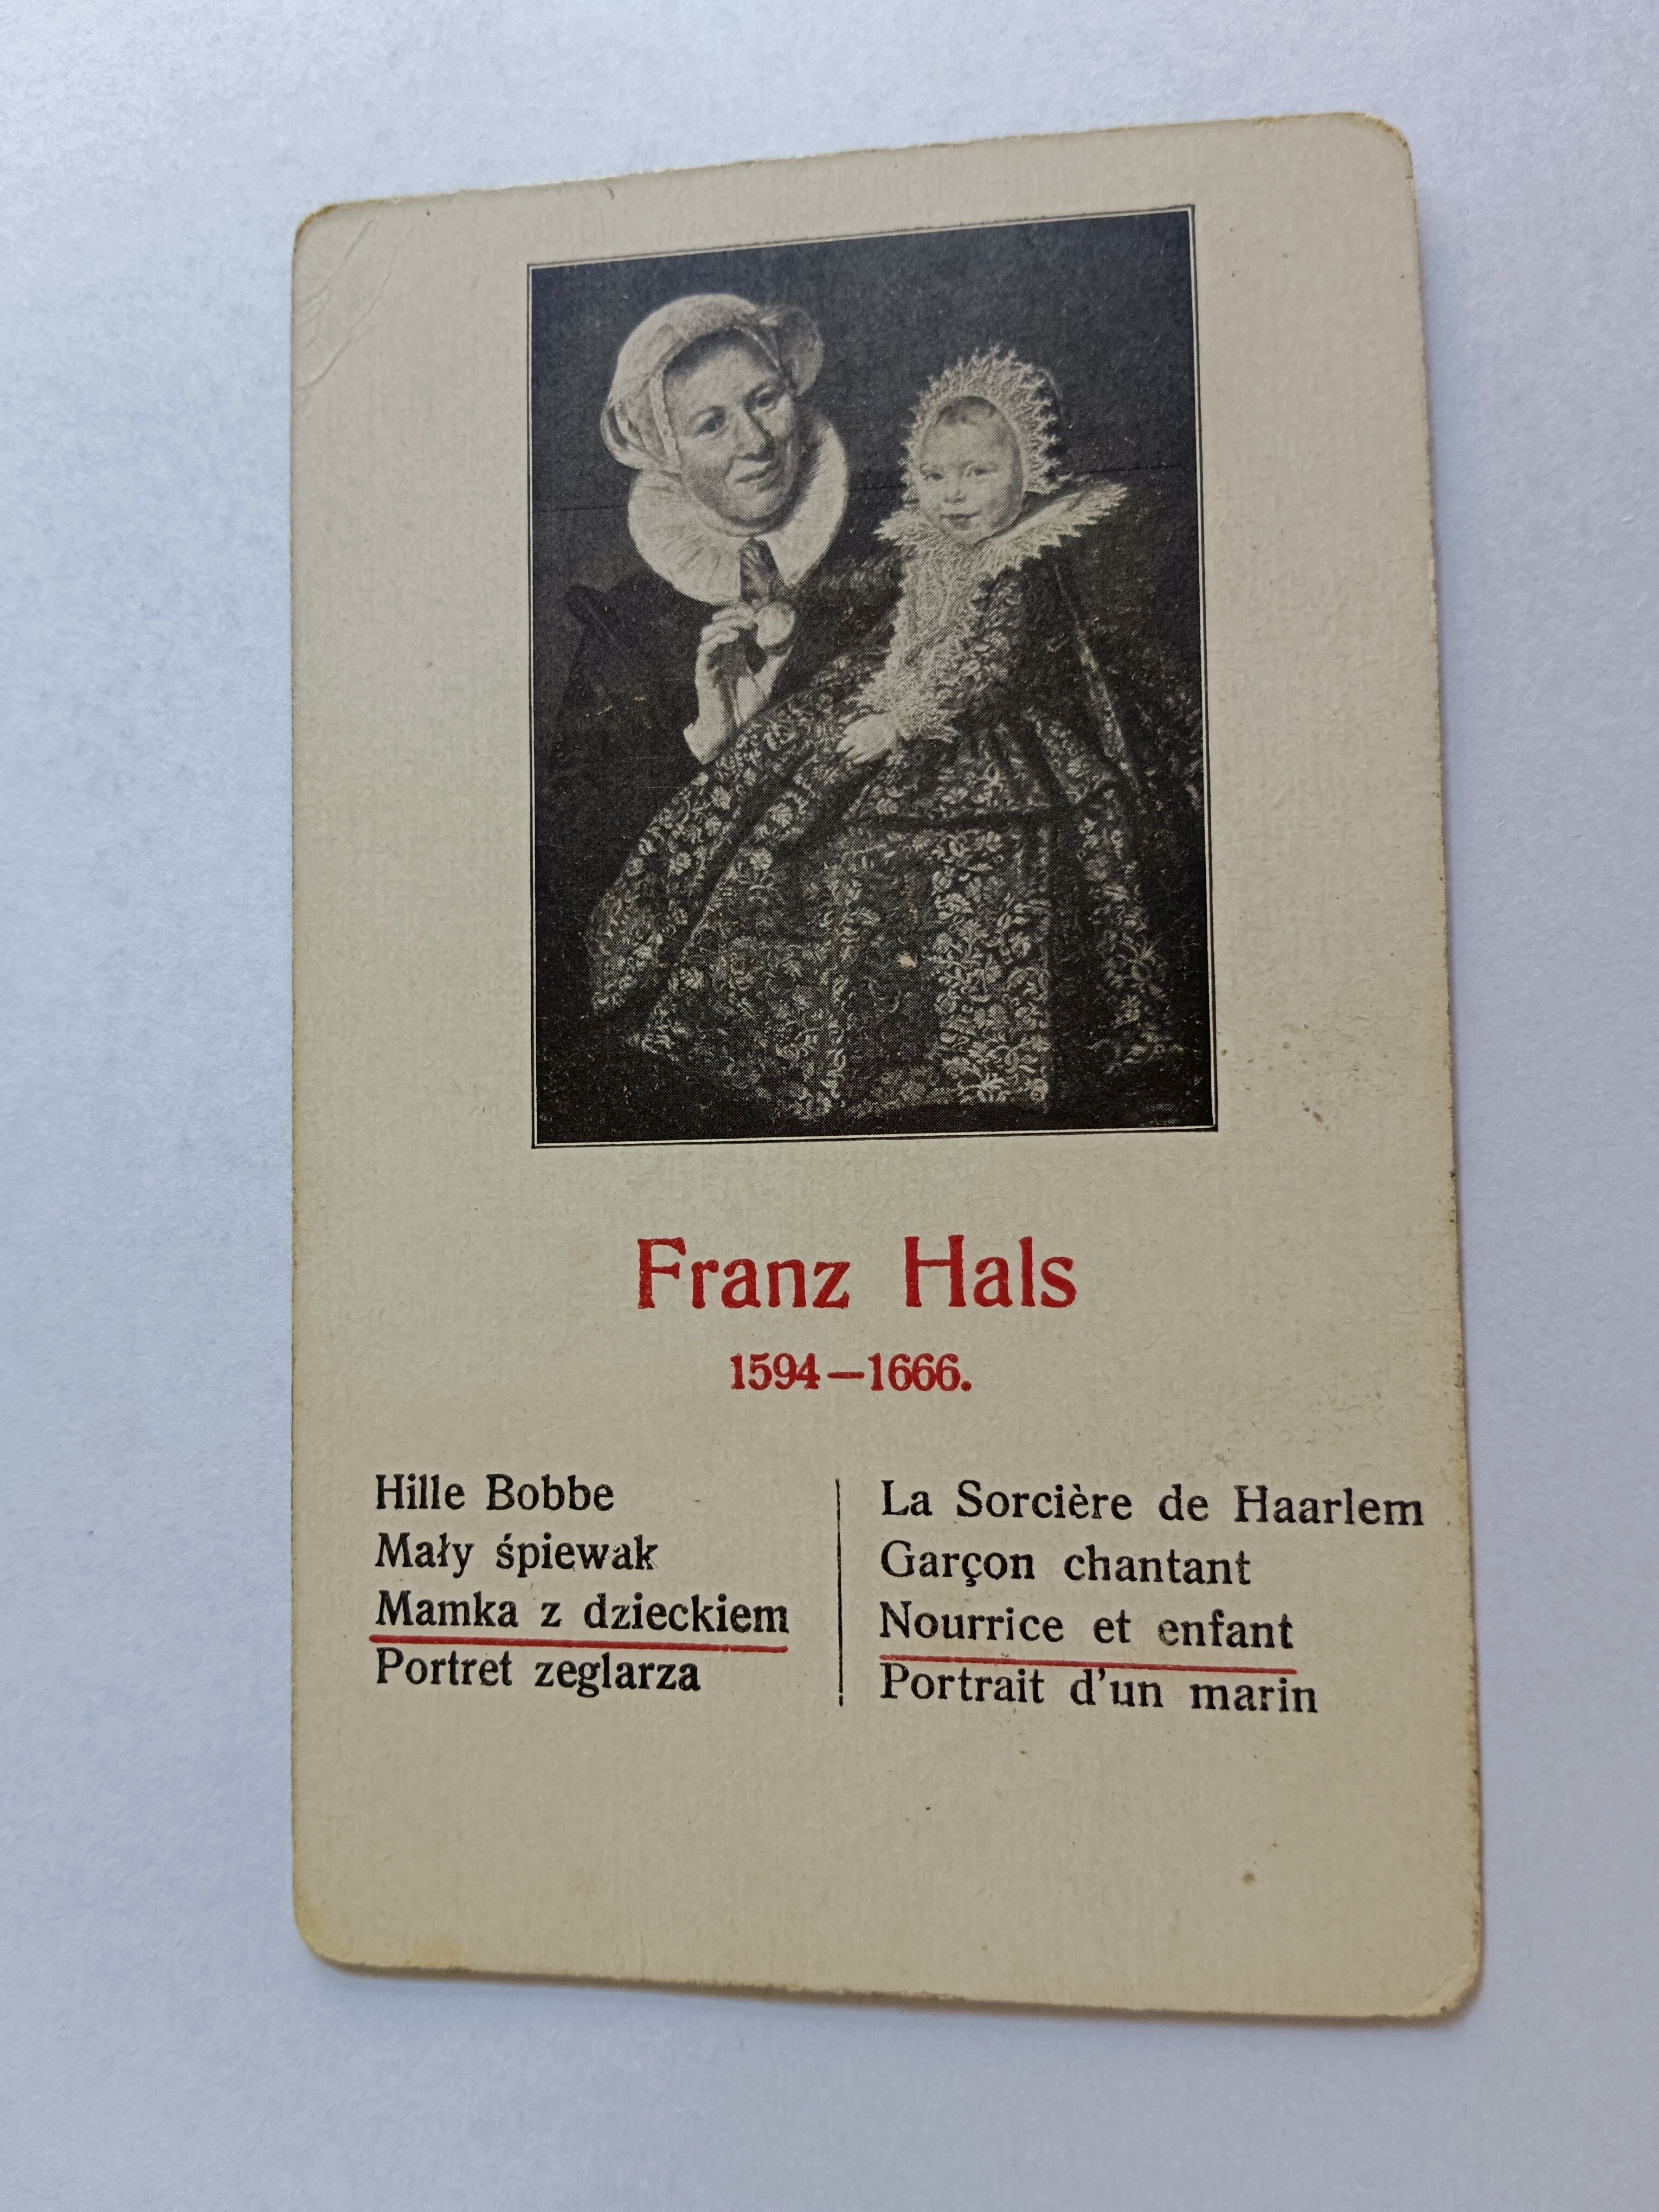 Franz Hals
1594—1666.
Hille Bobbe
Mały śpiewak
Mamka z dzieckiem
Portret zeglarza
La Sorcière de Haarlem
Garçon chantant
Nourrice et enfant
Portrait d'un marin